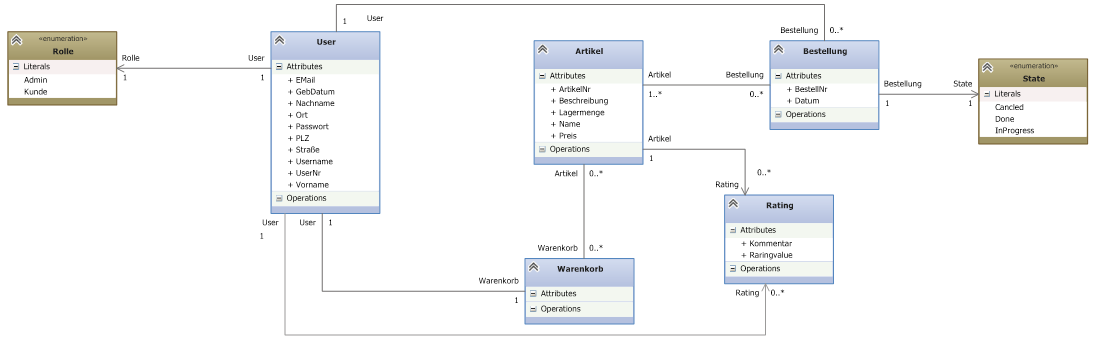 «enumeration»
Rolle
Literals
Admin
Kunde
Rolle
1
User
1
User
Attributes
+ EMail
+ GebDatum
+ Nachname
+ Ort
+ Passwort
+ PLZ
+ Straße
+ Username
+ UserNr
+ Vorname
Operations
1
User
Bestellung
0..*
Artikel
Attributes
+ ArtikelNr
+ Beschreibung
+ Lagermenge
+ Name
+ Preis
Operations
Artikel
1..*
Bestellung
0..*
Bestellung
Attributes
+ BestellNr
+ Datum
Operations
Bestellung
1
State
1
«enumeration»
State
Literals
Cancled
Done
InProgress
Artikel
1
0..*
Rating
Rating
Attributes
+ Kommentar
+ Raringvalue
Operations
Artikel
0..*
User
1
User
1
Warenkorb
0..*
Warenkorb
1
Warenkorb
Attributes
Operations
Rating
0..*